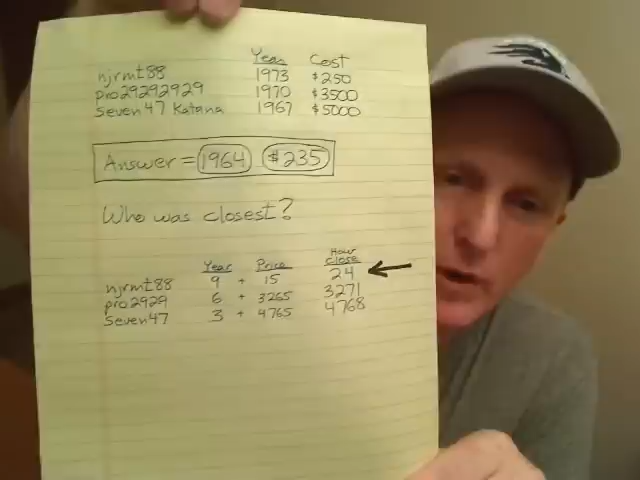 Year Cost
njrmt88 1973 $250
pro29292929 1970 $3500
Seven47 Katana 1967 $5000
Answer = 1964 $235
Who was closest?
Year Price How close
njrmt88 9 + 15 24
pro2929 6 + 3265 3271
Seven47 3 + 4765 4768